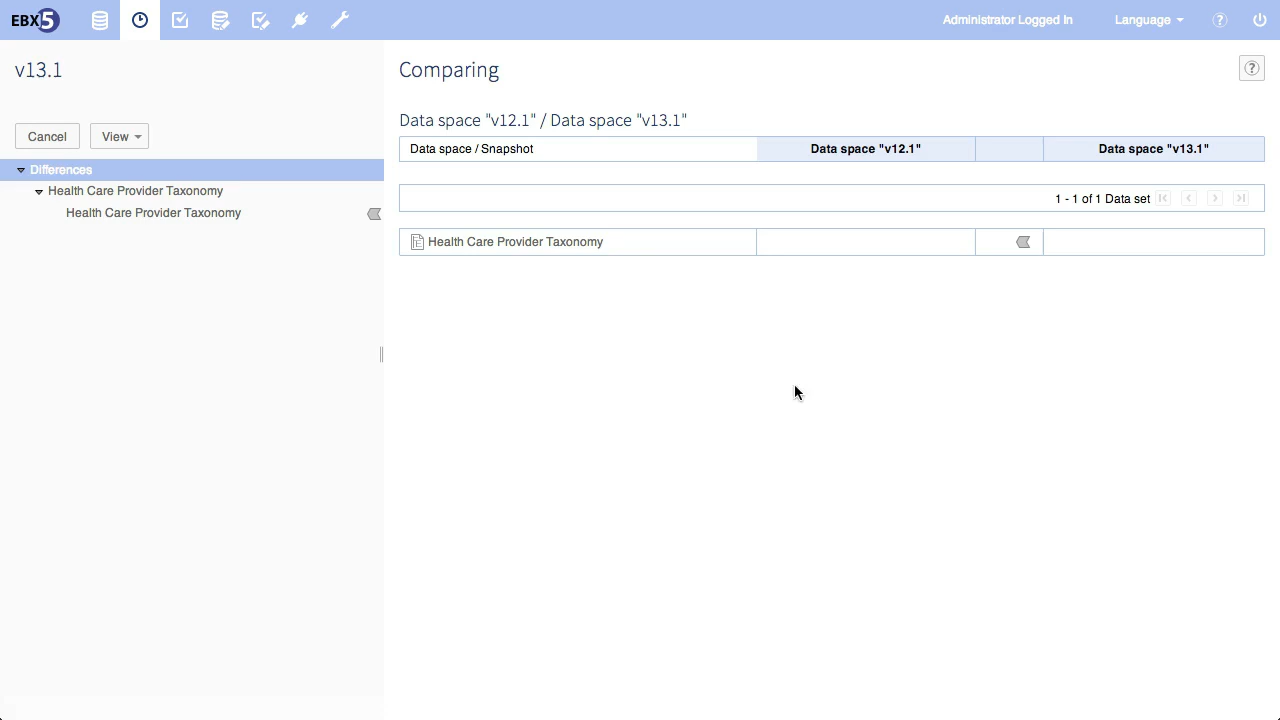 EBX5
Administrator Logged In
Language
?
v13.1
Cancel
View
Differences
Health Care Provider Taxonomy
Health Care Provider Taxonomy
Comparing
?
Data space "v12.1" / Data space "v13.1"
Data space / Snapshot Data space "v12.1" Data space "v13.1"
1 - 1 of 1 Data set
Health Care Provider Taxonomy